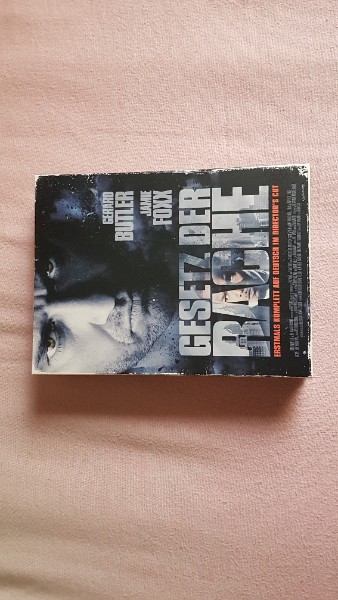 GERARD
BUTLER
JAMIE
FOXX
GESETZ DER
RACHE
ERSTMALS KOMPLETT AUF DEUTSCH IM DIRECTOR'S CUT